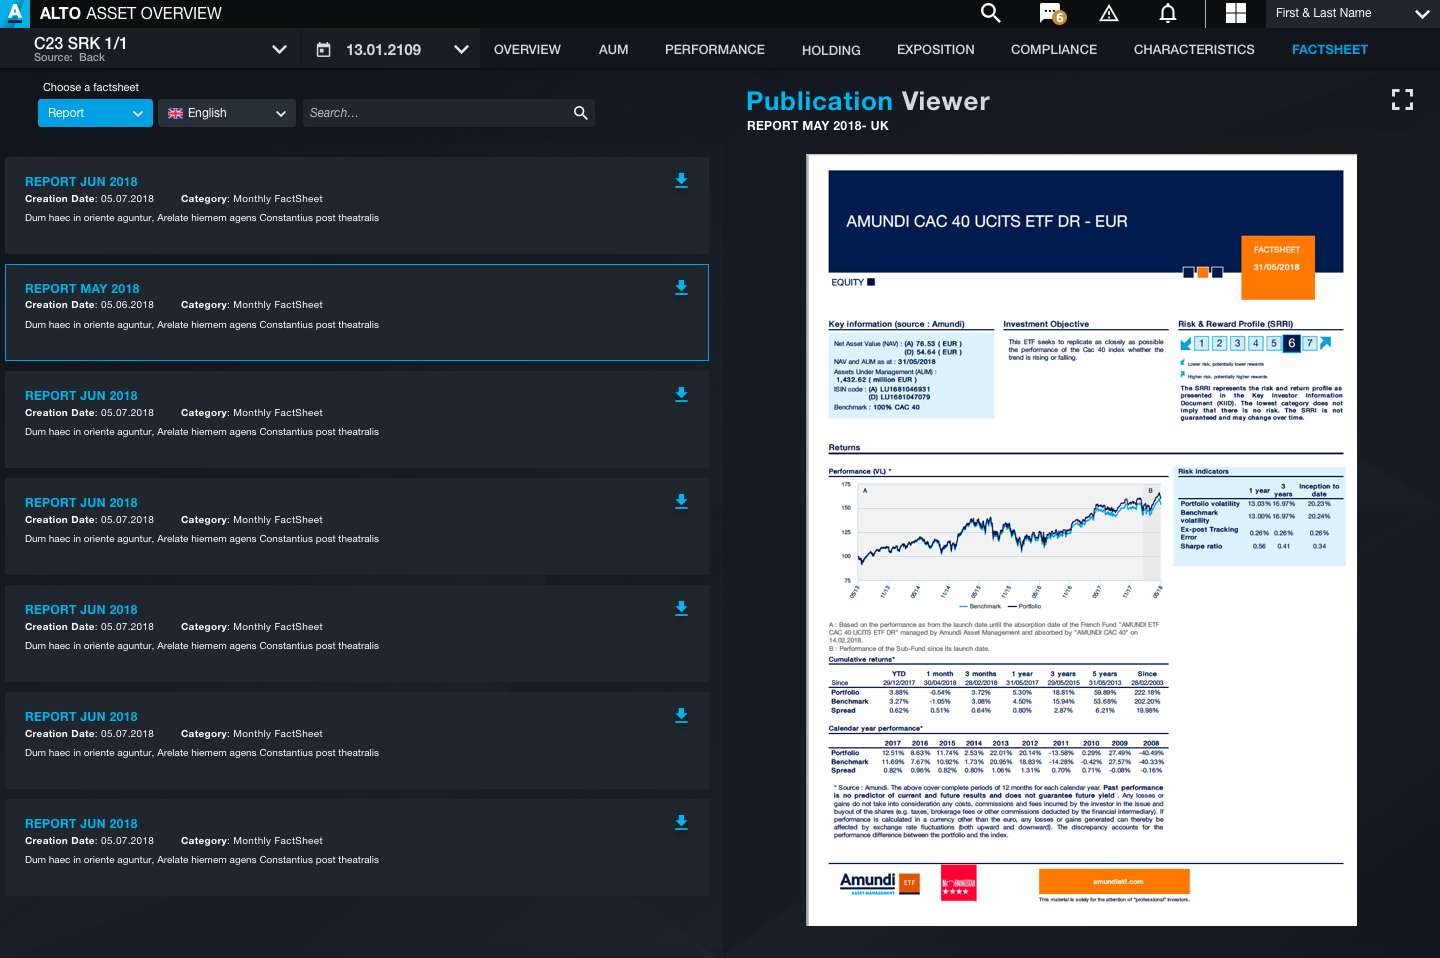 A ALTO ASSET OVERVIEW
6
First & Last Name
C23 SRK 1/1
Source: Back
13.01.2109
OVERVIEW AUM PERFORMANCE HOLDING EXPOSITION COMPLIANCE CHARACTERISTICS FACTSHEET
Choose a factsheet
Report English Search...
REPORT JUN 2018
Creation Date: 05.07.2018 Category: Monthly FactSheet
Dum haec in oriente aguntur, Arelate hiemem agens Constantius post theatralis
REPORT MAY 2018
Creation Date: 05.06.2018 Category: Monthly FactSheet
Dum haec in oriente aguntur, Arelate hiemem agens Constantius post theatralis
REPORT JUN 2018
Creation Date: 05.07.2018 Category: Monthly FactSheet
Dum haec in oriente aguntur, Arelate hiemem agens Constantius post theatralis
REPORT JUN 2018
Creation Date: 05.07.2018 Category: Monthly FactSheet
Dum haec in oriente aguntur, Arelate hiemem agens Constantius post theatralis
REPORT JUN 2018
Creation Date: 05.07.2018 Category: Monthly FactSheet
Dum haec in oriente aguntur, Arelate hiemem agens Constantius post theatralis
REPORT JUN 2018
Creation Date: 05.07.2018 Category: Monthly FactSheet
Dum haec in oriente aguntur, Arelate hiemem agens Constantius post theatralis
REPORT JUN 2018
Creation Date: 05.07.2018 Category: Monthly FactSheet
Dum haec in oriente aguntur, Arelate hiemem agens Constantius post theatralis
Publication Viewer
REPORT MAY 2018- UK
AMUNDI CAC 40 UCITS ETF DR - EUR
FACTSHEET
31/05/2018
EQUITY
Key information (source : Amundi)
Net Asset Value (NAV) : (A) 76.53 ( EUR )
(D) 54.64 ( EUR )
NAV and AUM as at : 31/05/2018
Assets Under Management (AUM) :
1,432.62 ( million EUR )
ISIN code : (A) LU1681046931
(D) LU1681047079
Benchmark : 100% CAC 40
Investment Objective
This ETF seeks to replicate as closely as possible
the performance of the Cac 40 index whether the
trend is rising or falling.
Risk & Reward Profile (SRRI)
1 2 3 4 5 6 7
Lower risk, potentially lower rewards
Higher risk, potentially higher rewards
The SRRI represents the risk and return profile as
presented in the Key Investor Information
Document (KIID). The lowest category does not
imply that there is no risk. The SRRI is not
guaranteed and may change over time.
Returns
Performance (VL) *
175
150
125
100
75
A B
05/13 11/13 05/14 11/14 05/15 11/15 05/16 11/16 05/17 11/17 05/18
Benchmark Portfolio
Risk indicators
1 year 3 years Inception to date
Portfolio volatility 13.03% 16.97% 20.23%
Benchmark volatility 13.00% 16.97% 20.24%
Ex-post Tracking Error 0.26% 0.26% 0.26%
Sharpe ratio 0.56 0.41 0.34
A : Based on the performance as from the launch date until the absorption date of the French Fund "AMUNDI ETF
CAC 40 UCITS ETF DR" managed by Amundi Asset Management and absorbed by "AMUNDI CAC 40" on
14.02.2018.
B : Performance of the Sub-Fund since its launch date.
Cumulative returns*
YTD 1 month 3 months 1 year 3 years 5 years Since
Since 29/12/2017 30/04/2018 28/02/2018 31/05/2017 29/05/2015 31/05/2013 28/02/2003
Portfolio 3.88% -0.54% 3.72% 5.30% 18.81% 59.89% 222.18%
Benchmark 3.27% -1.05% 3.08% 4.50% 15.94% 53.68% 202.20%
Spread 0.62% 0.51% 0.64% 0.80% 2.87% 6.21% 19.98%
Calendar year performance*
2017 2016 2015 2014 2013 2012 2011 2010 2009 2008
Portfolio 12.51% 8.63% 11.74% 2.53% 22.01% 20.14% -13.58% 0.29% 27.49% -40.49%
Benchmark 11.69% 7.67% 10.92% 1.73% 20.95% 18.83% -14.28% -0.42% 27.57% -40.33%
Spread 0.82% 0.96% 0.82% 0.80% 1.06% 1.31% 0.70% 0.71% -0.08% -0.16%
* Source : Amundi. The above cover complete periods of 12 months for each calendar year. Past performance
is no predictor of current and future results and does not guarantee future yield . Any losses or
gains do not take into consideration any costs, commissions and fees incurred by the investor in the issue and
buyout of the shares (e.g. taxes, brokerage fees or other commissions deducted by the financial intermediary). If
performance is calculated in a currency other than the euro, any losses or gains generated can thereby be
affected by exchange rate fluctuations (both upward and downward). The discrepancy accounts for the
performance difference between the portfolio and the index.
Amundi ETF
ASSET MANAGEMENT
MORNINGSTAR
amundietf.com
This material is solely for the attention of "professional" investors.